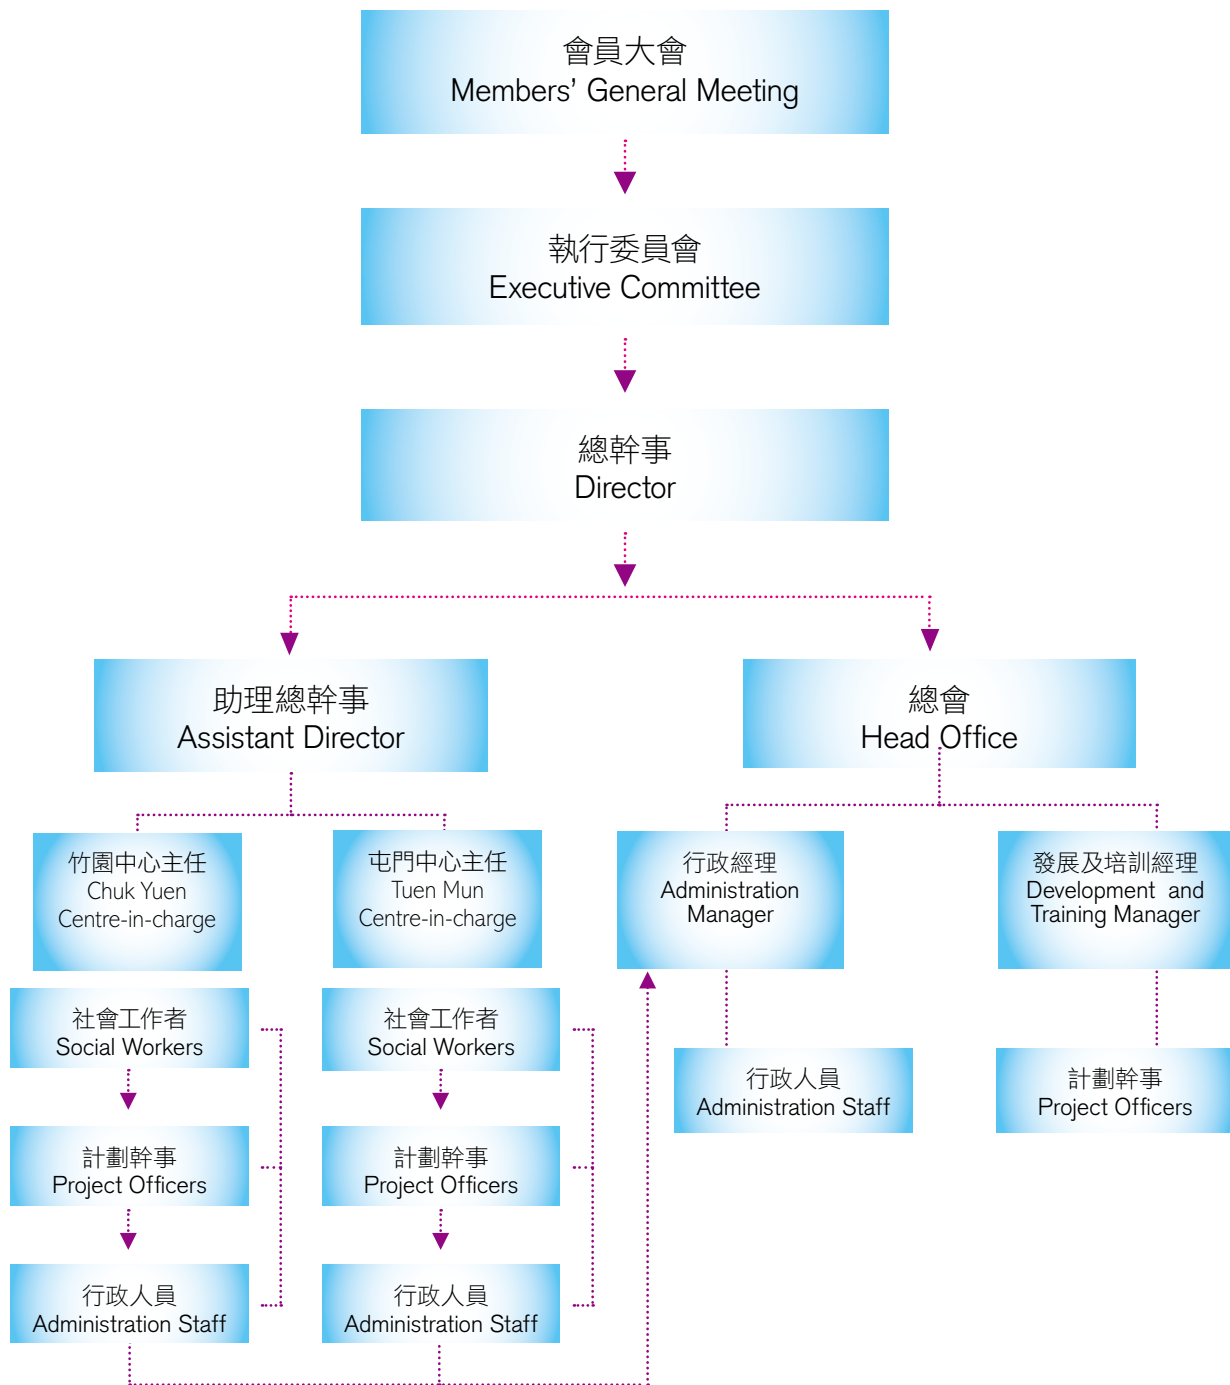 會員大會
Members’ General Meeting
執行委員會
Executive Committee
總幹事
Director
助理總幹事
Assistant Director
總會
Head Office
竹園中心主任
Chuk Yuen
Centre-in-charge
屯門中心主任
Tuen Mun
Centre-in-charge
行政經理
Administration
Manager
發展及培訓經理
Development and
Training Manager
社會工作者
Social Workers
社會工作者
Social Workers
行政人員
Administration Staff
計劃幹事
Project Officers
計劃幹事
Project Officers
計劃幹事
Project Officers
行政人員
Administration Staff
行政人員
Administration Staff